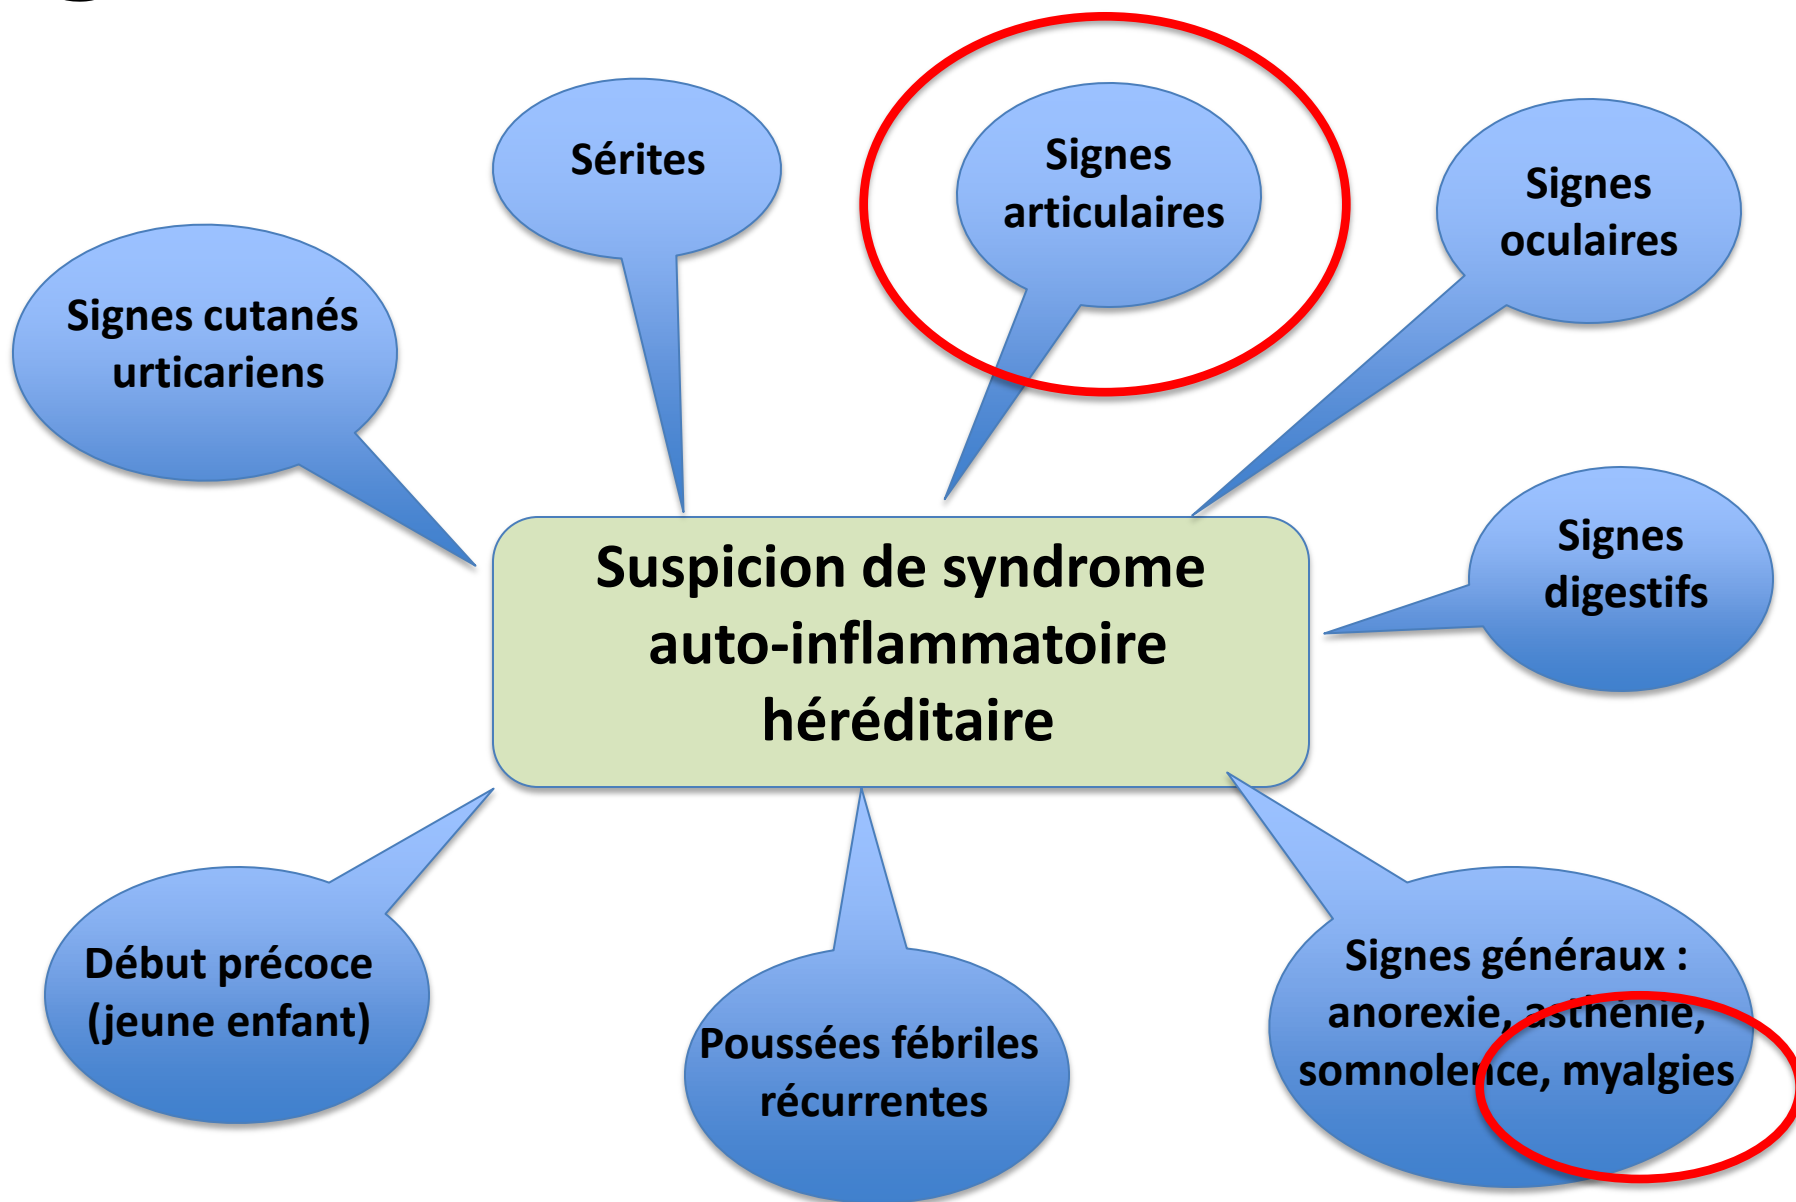 Sérites
Signes
articulaires
Signes
oculaires
Signes cutanés
urticariens
Suspicion de syndrome
auto-inflammatoire
héréditaire
Signes
digestifs
Début précoce
(jeune enfant)
Poussées fébriles
récurrentes
Signes généraux :
anorexie, asthénie,
somnolence, myalgies